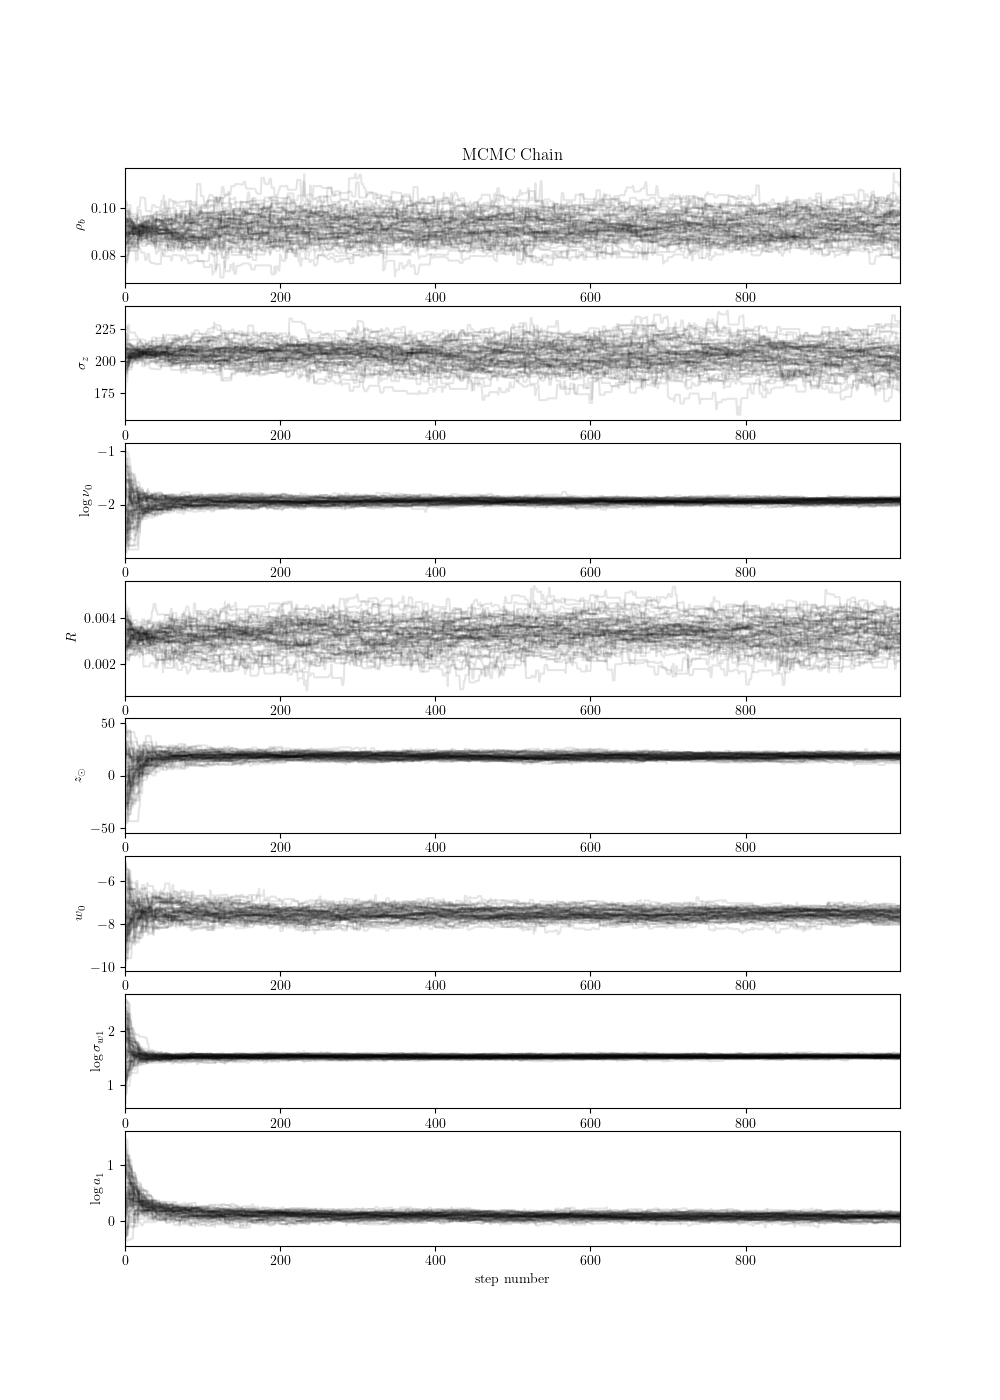 MCMC Chain
0.10
0.08
ρ_b
0 200 400 600 800
225
200
175
σ_z
0 200 400 600 800
−1
−2
log ν_0
0 200 400 600 800
0.004
0.002
R
0 200 400 600 800
50
0
−50
z_⊙
0 200 400 600 800
−6
−8
−10
w_0
0 200 400 600 800
2
1
log σ_{w1}
0 200 400 600 800
1
0
log a_1
0 200 400 600 800
step number